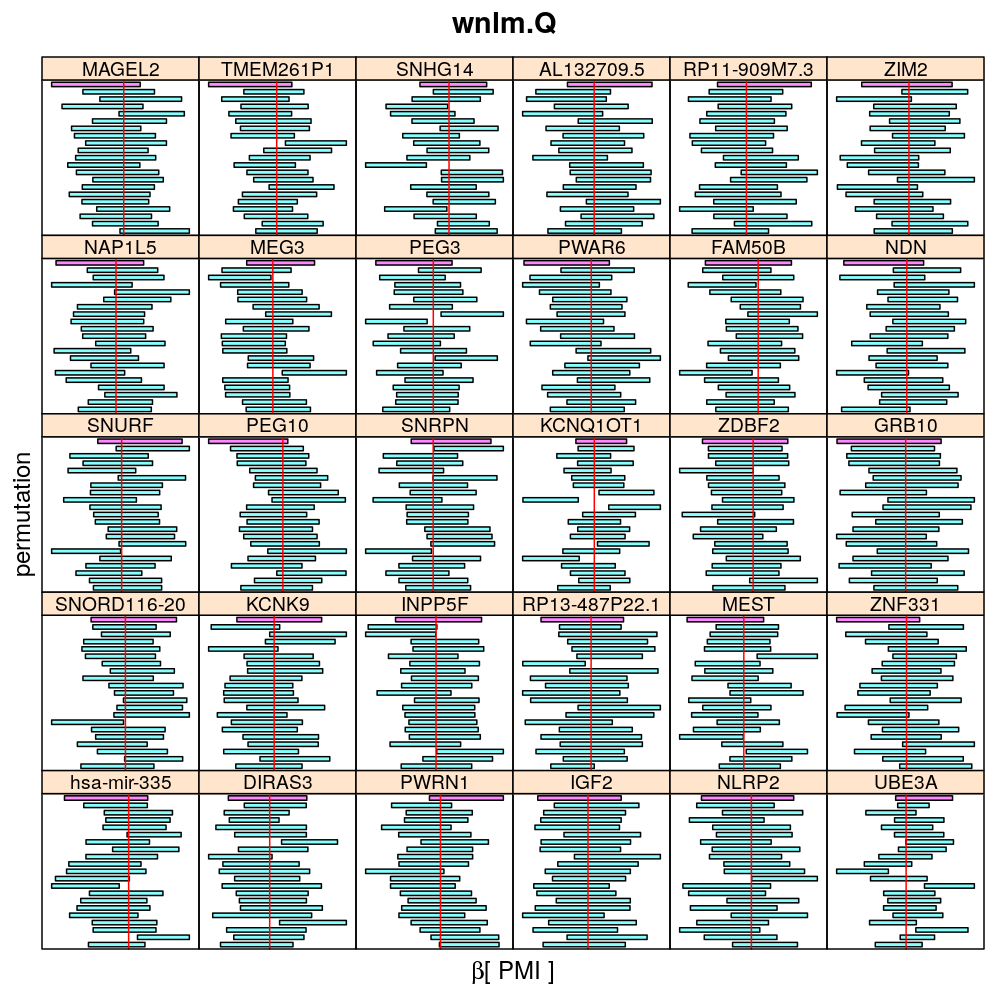 wnlm.Q
MAGEL2 TMEM261P1 SNHG14 AL132709.5 RP11-909M7.3 ZIM2
NAP1L5 MEG3 PEG3 PWAR6 FAM50B NDN
SNURF PEG10 SNRPN KCNQ1OT1 ZDBF2 GRB10
SNORD116-20 KCNK9 INPP5F RP13-487P22.1 MEST ZNF331
hsa-mir-335 DIRAS3 PWRN1 IGF2 NLRP2 UBE3A
permutation
β[ PMI ]